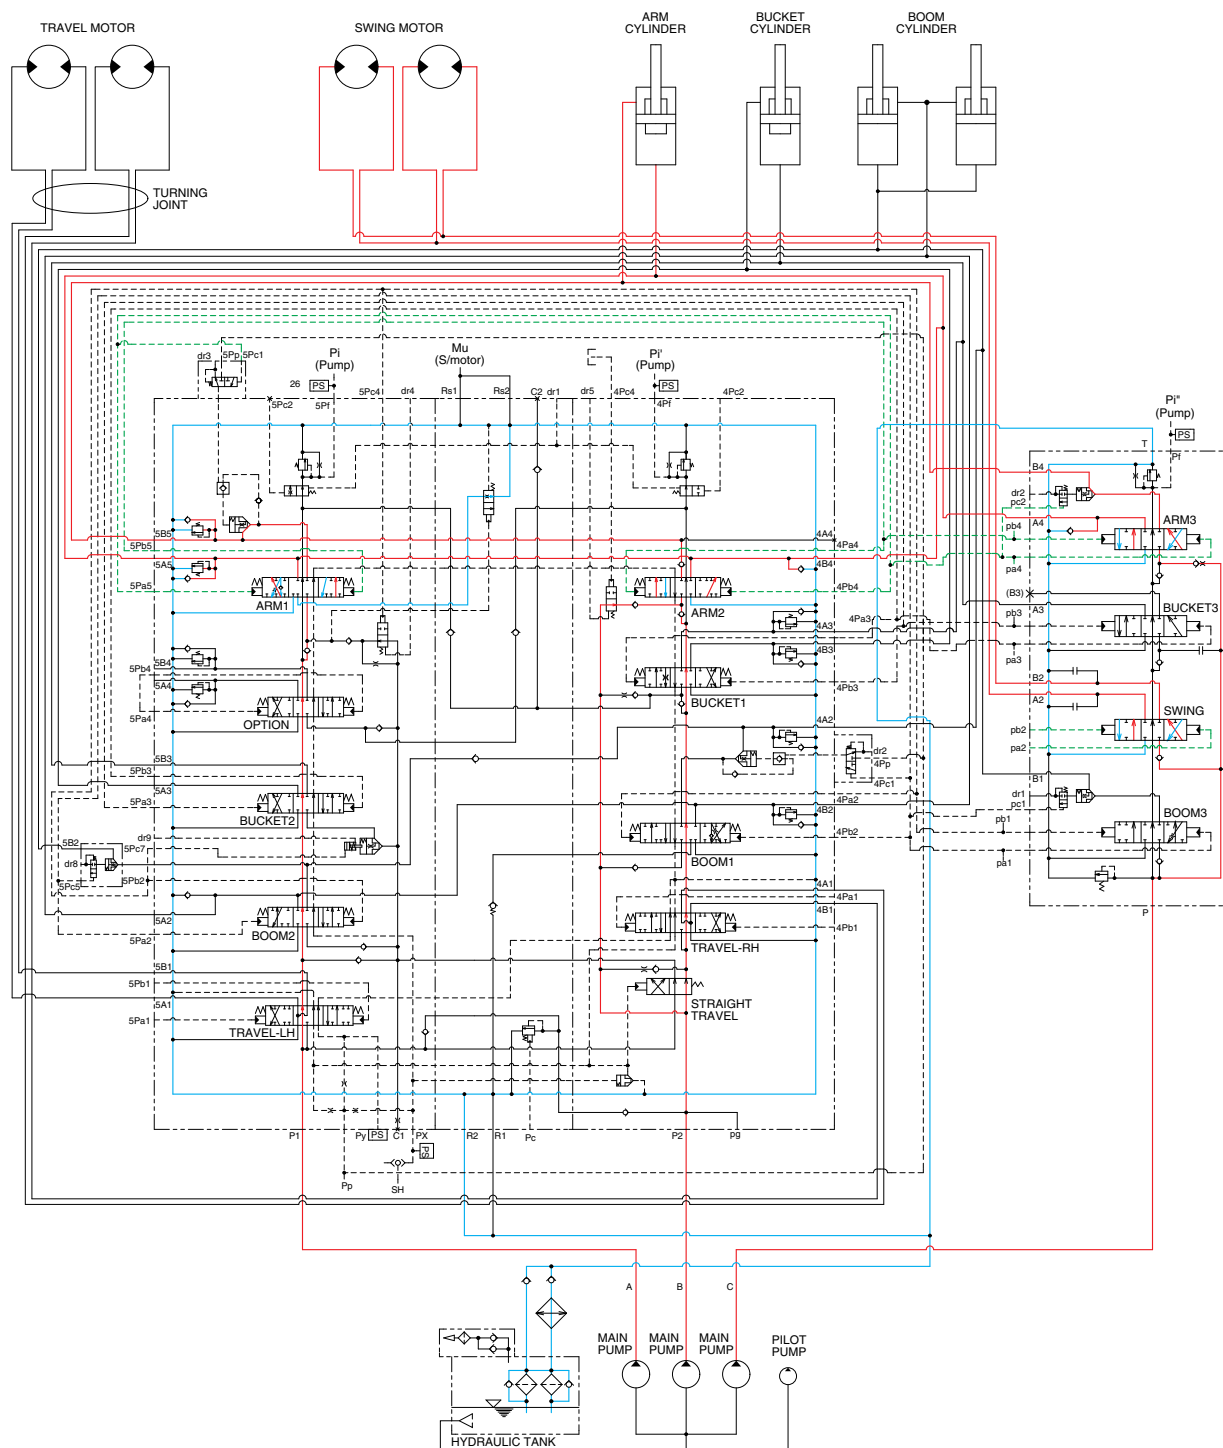 TRAVEL MOTOR
SWING MOTOR
ARM
CYLINDER
BUCKET
CYLINDER
BOOM
CYLINDER
TURNING
JOINT
dr3
5Pp
5Pc1
Pi
(Pump)
26
PS
5Pf
5Pc2
5Pc4
dr4
Mu
(S/motor)
Rs1
Rs2
C2
dr1
dr5
4Pc4
Pi'
(Pump)
PS
4Pf
4Pc2
Pi"
(Pump)
PS
T
Pf
B4
dr2
pc2
A4
pb4
ARM3
pa4
(B3)
A3
pb3
BUCKET3
pa3
B2
A2
SWING
pb2
pa2
B1
dr1
pc1
pb1
BOOM3
pa1
P
5B5
5Pb5
5A5
5Pa5
ARM1
4A4
4Pa4
4B4
4Pb4
ARM2
5B4
5Pb4
5A4
5Pa4
OPTION
4A3
4Pa3
4B3
4Pb3
BUCKET1
5B3
5Pb3
5A3
5Pa3
BUCKET2
4A2
dr2
4Pp
4Pc1
4Pa2
4B2
4Pb2
BOOM1
dr9
5B2
5Pc7
dr8
5Pc5
5Pb2
5A2
5Pa2
BOOM2
4A1
4Pa1
4B1
4Pb1
TRAVEL-RH
5B1
5Pb1
5A1
5Pa1
TRAVEL-LH
STRAIGHT
TRAVEL
P1
Py
PS
C1
PX
PS
R2
R1
Pc
P2
P9
Pp
SH
A
B
C
MAIN
PUMP
MAIN
PUMP
MAIN
PUMP
PILOT
PUMP
HYDRAULIC TANK